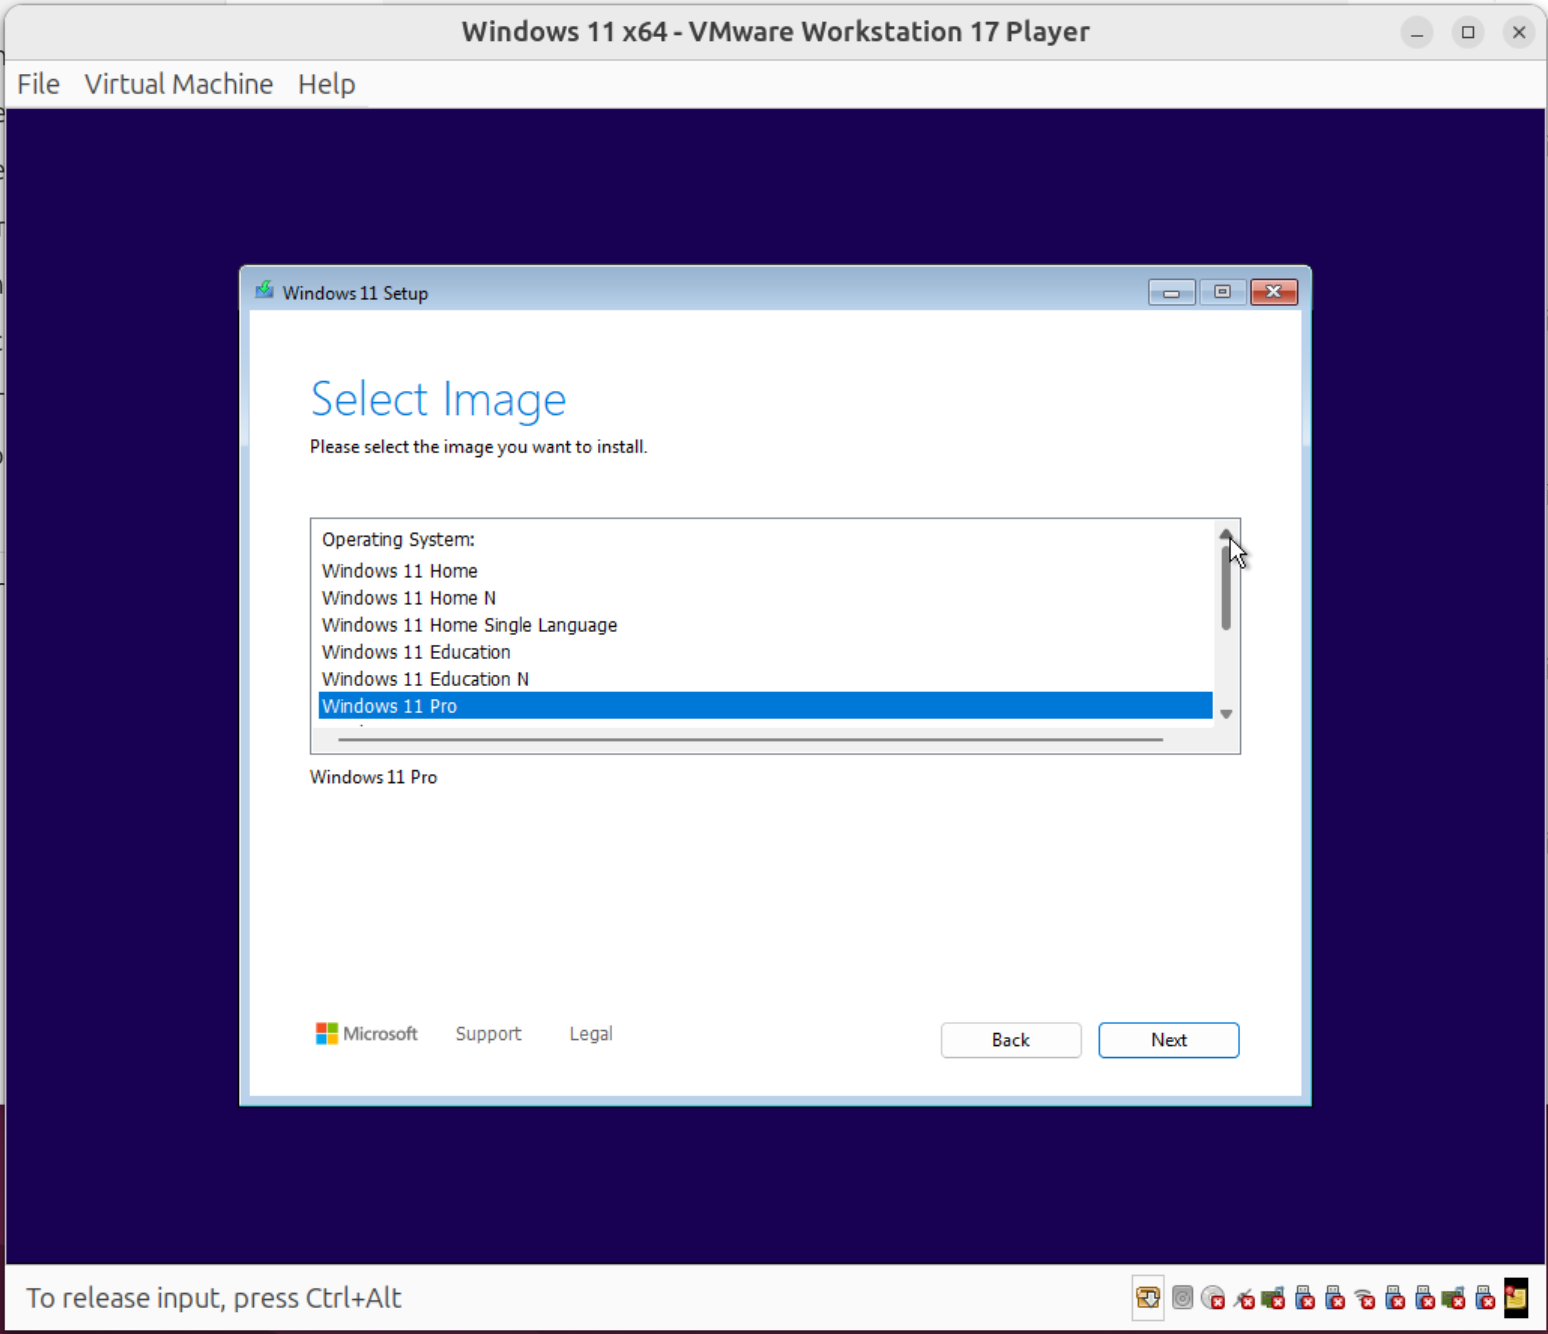 Windows 11 x64 - VMware Workstation 17 Player
File Virtual Machine Help
Windows 11 Setup
Select Image
Please select the image you want to install.
Operating System:
Windows 11 Home
Windows 11 Home N
Windows 11 Home Single Language
Windows 11 Education
Windows 11 Education N
Windows 11 Pro
Windows 11 Pro
Microsoft Support Legal
Back Next
To release input, press Ctrl+Alt